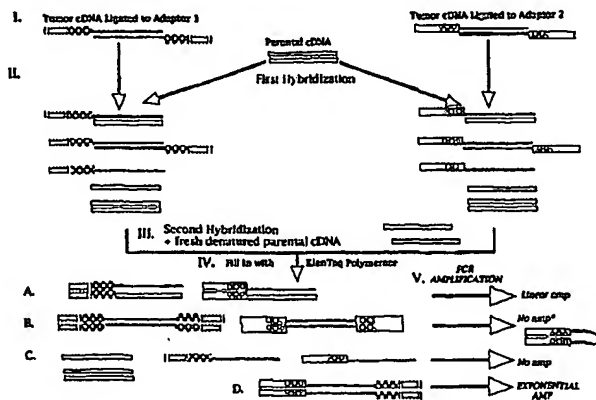 I.
Tumor cDNA Ligated to Adaptor 1
Tumor cDNA Ligated to Adaptor 2
Parental cDNA
First Hybridization
II.
III. Second Hybridization
+ fresh denatured parental cDNA
IV. Fill in with KlenTaq Polymerizer
V. PCR
AMPLIFICATION
A.
Linear amp
B.
No amp*
C.
No amp
D.
EXPONENTIAL
AMP